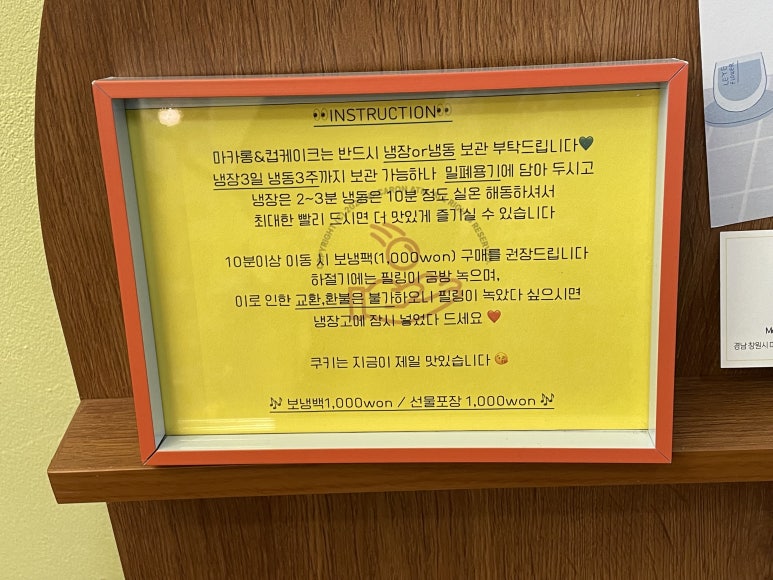 👀INSTRUCTION👀
마카롱&컵케이크는 반드시 냉장or냉동 보관 부탁드립니다💚
냉장3일 냉동3주까지 보관 가능하나 밀폐용기에 담아 두시고
냉장은 2~3분 냉동은 10분 정도 실온 해동하셔서
최대한 빨리 드시면 더 맛있게 즐기실 수 있습니다
10분이상 이동 시 보냉팩(1,000won) 구매를 권장드립니다
하절기에는 필링이 금방 녹으며,
이로 인한 교환,환불은 불가하오니 필링이 녹았다 싶으시면
냉장고에 잠시 넣었다 드세요 ❤️
쿠키는 지금이 제일 맛있습니다 😘
🎶 보냉백1,000won / 선물포장 1,000won 🎶
경남 창원시